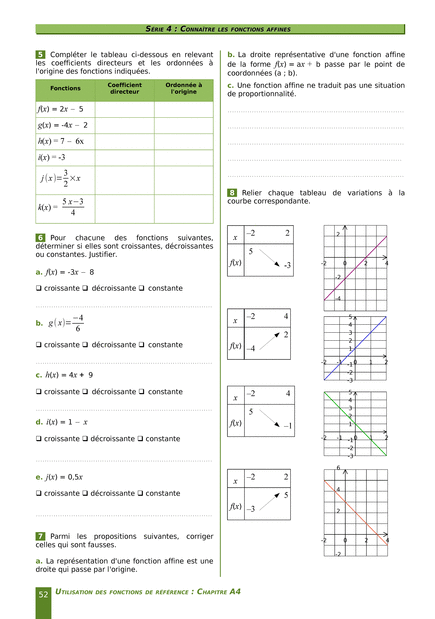 SÉRIE 4 : CONNAÎTRE LES FONCTIONS AFFINES
5 Compléter le tableau ci-dessous en relevant
les coefficients directeurs et les ordonnées à
l'origine des fonctions indiquées.
Fonctions Coefficient directeur Ordonnée à l'origine
f(x) = 2x − 5
g(x) = -4x − 2
h(x) = 7 − 6x
i(x) = -3
j(x)=3/2×x
k(x) = 5x−3/4
6 Pour chacune des fonctions suivantes,
déterminer si elles sont croissantes, décroissantes
ou constantes. Justifier.
a. f(x) = -3x − 8
❑ croissante ❑ décroissante ❑ constante
b. g(x)=−4/6
❑ croissante ❑ décroissante ❑ constante
c. h(x) = 4x + 9
❑ croissante ❑ décroissante ❑ constante
d. i(x) = 1 − x
❑ croissante ❑ décroissante ❑ constante
e. j(x) = 0,5x
❑ croissante ❑ décroissante ❑ constante
7 Parmi les propositions suivantes, corriger
celles qui sont fausses.
a. La représentation d'une fonction affine est une
droite qui passe par l'origine.
b. La droite représentative d'une fonction affine
de la forme f(x) = ax + b passe par le point de
coordonnées (a ; b).
c. Une fonction affine ne traduit pas une situation
de proportionnalité.
8 Relier chaque tableau de variations à la
courbe correspondante.
x −2 2
f(x) 5 -3
2
-2 0 2 4
-2
-4
x −2 4
f(x) −4 2
5
4
3
2
1
-2 -1 0 1 2
-1
-2
-3
x −2 4
f(x) 5 −1
5
4
3
2
1
-2 -1 0 1 2
-1
-2
-3
x −2 2
f(x) −3 5
6
4
2
-2 0 2 4
-2
52 UTILISATION DES FONCTIONS DE RÉFÉRENCE : CHAPITRE A4